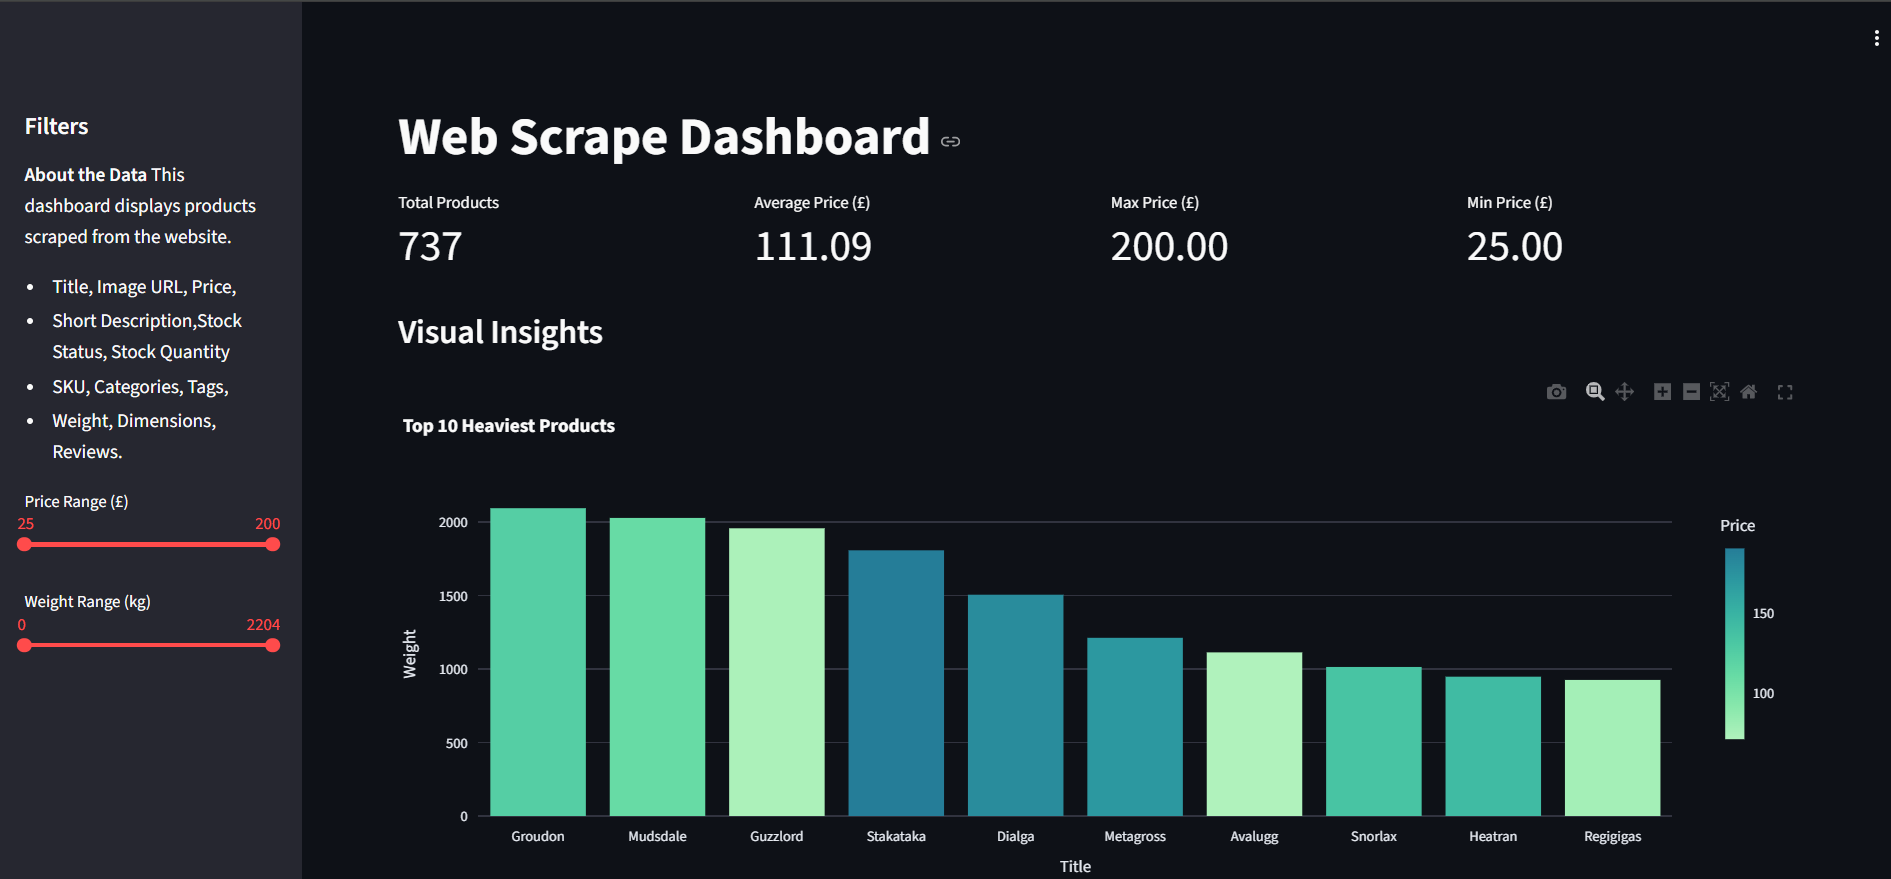 Filters
About the Data This
dashboard displays products
scraped from the website.
Title, Image URL, Price,
Short Description,Stock
Status, Stock Quantity
SKU, Categories, Tags,
Weight, Dimensions,
Reviews.
Price Range (£)
25 200
Weight Range (kg)
0 2204
Web Scrape Dashboard
Total Products Average Price (£) Max Price (£) Min Price (£)
737 111.09 200.00 25.00
Visual Insights
Top 10 Heaviest Products
Weight
2000
1500
1000
500
0
Groudon Mudsdale Guzzlord Stakataka Dialga Metagross Avalugg Snorlax Heatran Regigigas
Title
Price
150
100